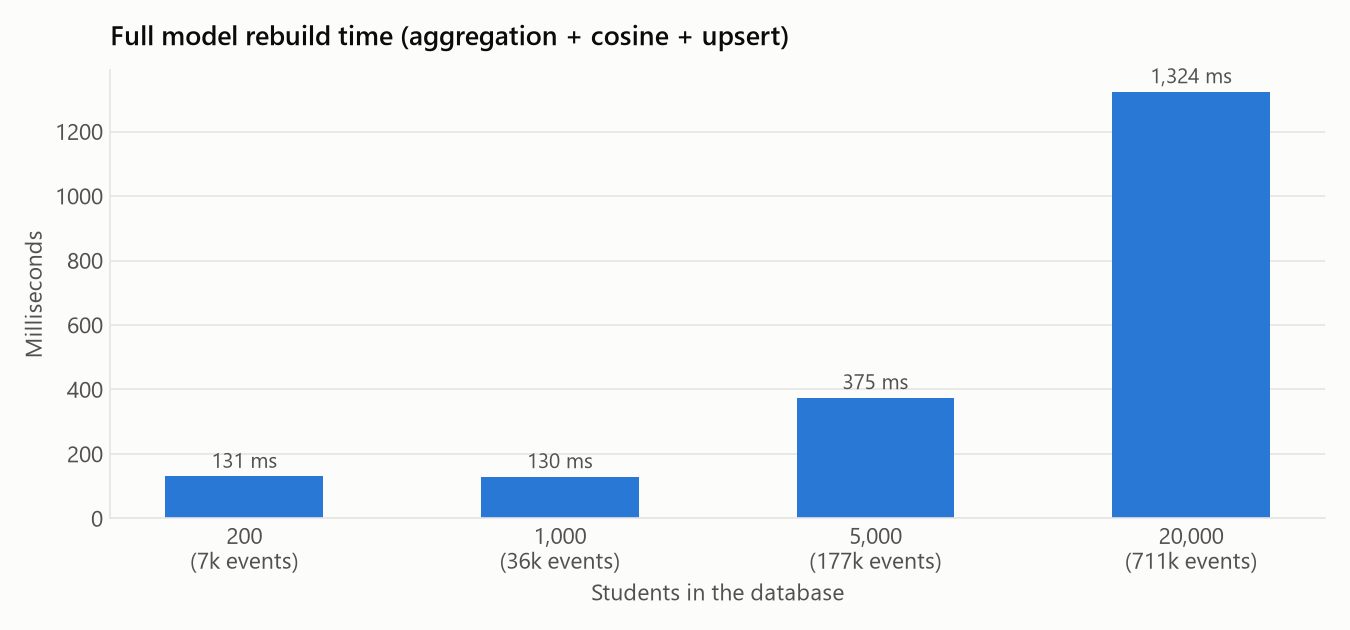 Full model rebuild time (aggregation + cosine + upsert)
1,324 ms
1200
1000
800
600
400
200
0
Milliseconds
375 ms
131 ms
130 ms
200
(7k events)
1,000
(36k events)
5,000
(177k events)
20,000
(711k events)
Students in the database